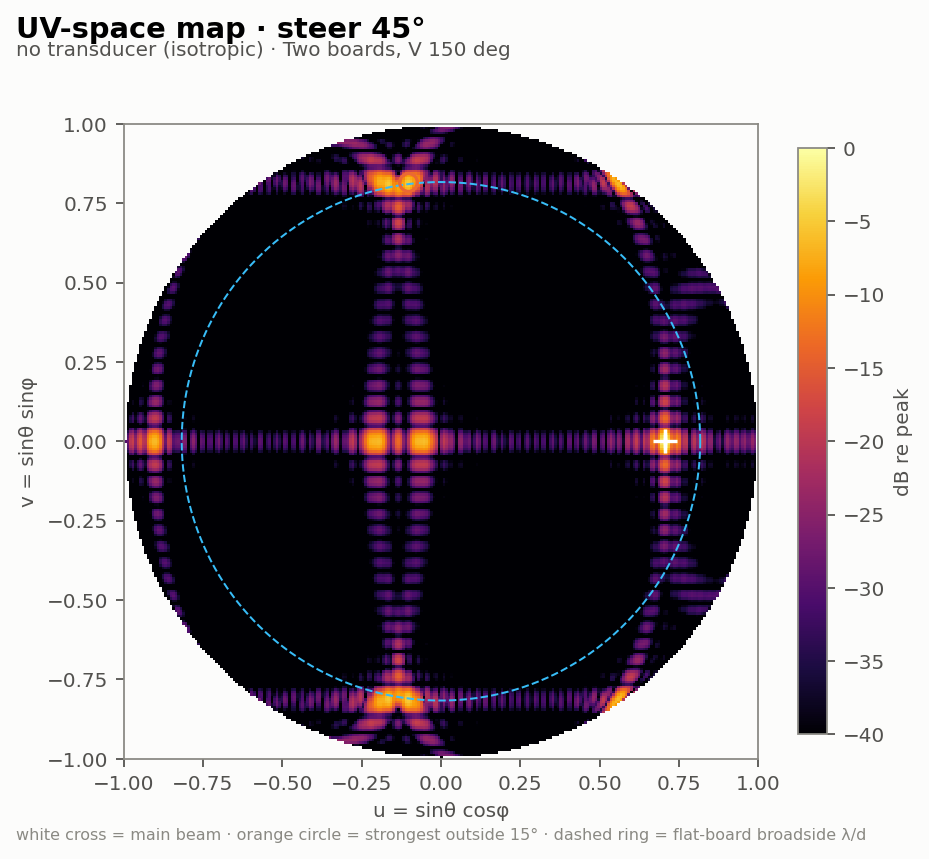 UV-space map · steer 45°
no transducer (isotropic) · Two boards, V 150 deg
1.00
0.75
0.50
0.25
0.00
−0.25
−0.50
−0.75
−1.00
v = sinθ sinφ
−1.00 −0.75 −0.50 −0.25 0.00 0.25 0.50 0.75 1.00
u = sinθ cosφ
0
−5
−10
−15
−20
−25
−30
−35
−40
dB re peak
white cross = main beam · orange circle = strongest outside 15° · dashed ring = flat-board broadside λ/d